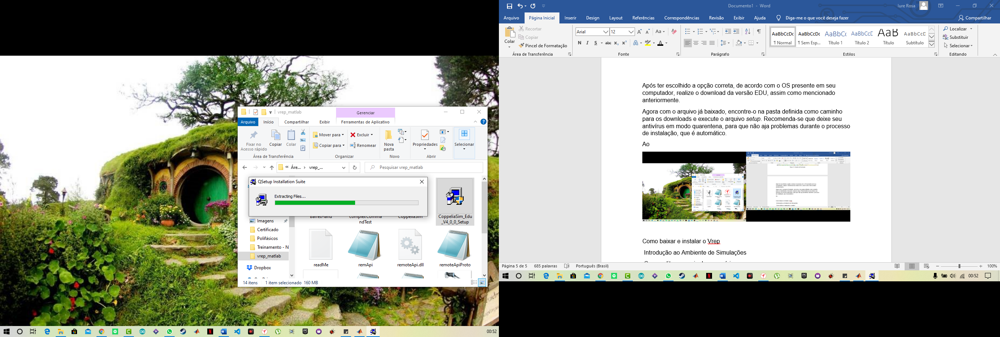 vrep_matlab
Gerenciar
Arquivo
Início
Compartilhar
Exibir
Ferramentas de Aplicativo
Fixar no
Acesso rápido
Copiar
Colar
Mover para
Copiar para
Excluir
Renomear
Nova
pasta
Propriedades
Selecionar
Área de Transferência
Organizar
Novo
Abrir
« Áre... › vrep_...
Pesquisar vrep_matlab
QSetup Installation Suite
Extracting Files...
CoppeliaSim_Edu
_V4_0_0_Setup
ndTest
Imagens
Certificado
Polifásicos
Treinamento - N
vrep_matlab
Dropbox
readMe
remApi
remoteApi.dll
remoteApiProto
14 itens
1 item selecionado 160 MB
00:52
Documento1 - Word
Iure Rosa
Arquivo
Página Inicial
Inserir
Design
Layout
Referências
Correspondências
Revisão
Exibir
Ajuda
Diga-me o que você deseja fazer
Compartilhar
Colar
Recortar
Copiar
Pincel de Formatação
Área de Transferência
Arial
12
Aa
N I S abc x₂ x²
Fonte
Parágrafo
AaBbCcDc
¶ Normal
AaBbCcDc
¶ Sem Esp...
AaBbCc
Título 1
AaBbCcD
Título 2
AaB
Título
AaBbCcD
Subtítulo
Estilos
Localizar
Substituir
Selecionar
Editando
Após ter escolhido a opção correta, de acordo com o OS presente em seu
computador, realize o download da versão EDU, assim como mencionado
anteriormente.
Agora com o arquivo já baixado, encontre-o na pasta definida como caminho
para os downloads e execute o arquivo setup. Recomenda-se que deixe seu
antivírus em modo quarentena, para que não aja problemas durante o processo
de instalação, que é automático.
Ao
Como baixar e instalar o Vrep
Introdução ao Ambiente de Simulações
Página 5 de 5
685 palavras
Português (Brasil)
100%
00:52